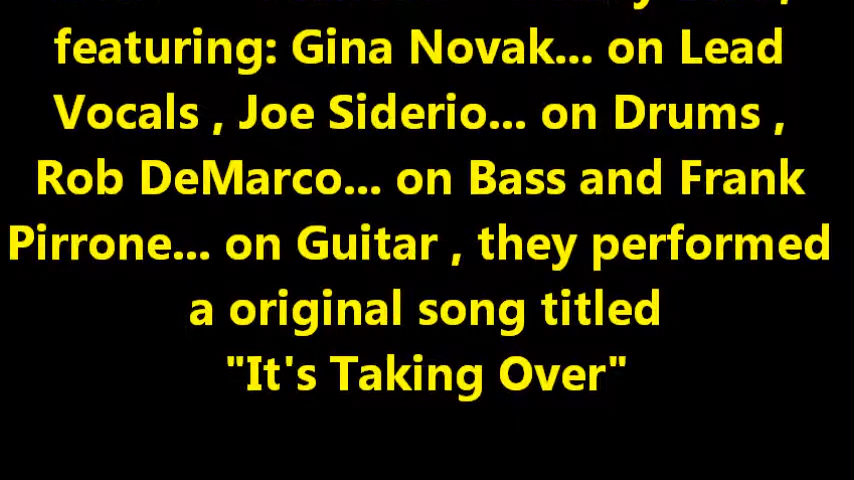 featuring: Gina Novak... on Lead
Vocals , Joe Siderio... on Drums ,
Rob DeMarco... on Bass and Frank
Pirrone... on Guitar , they performed
a original song titled
"It's Taking Over"